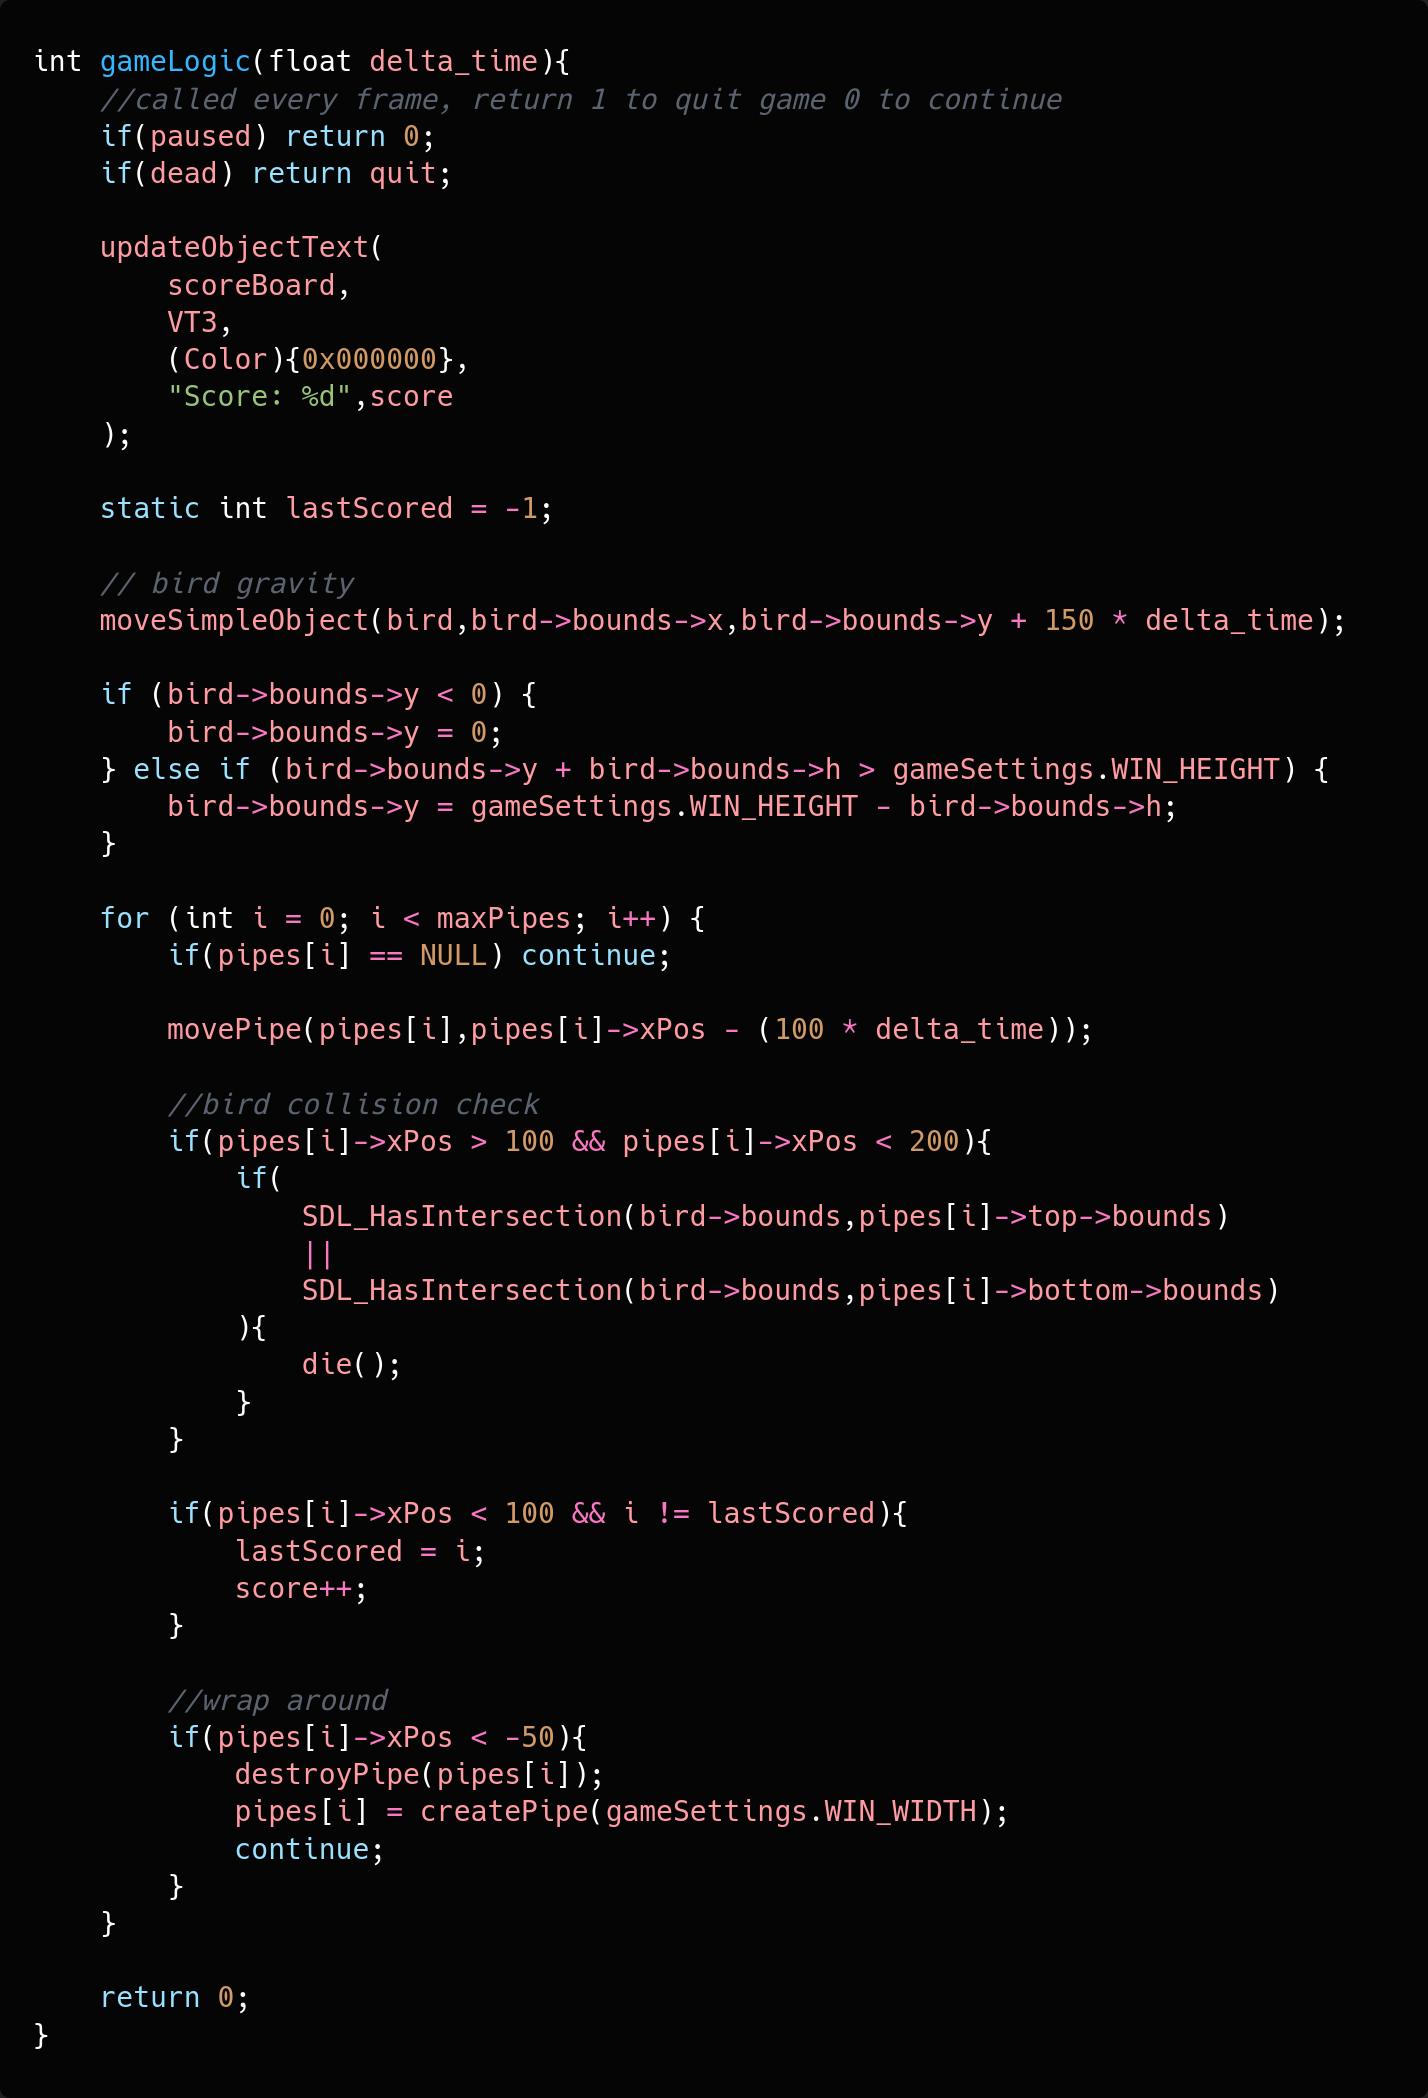 int gameLogic(float delta_time){
    //called every frame, return 1 to quit game 0 to continue
    if(paused) return 0;
    if(dead) return quit;

    updateObjectText(
        scoreBoard,
        VT3,
        (Color){0x000000},
        "Score: %d",score
    );

    static int lastScored = -1;

    // bird gravity
    moveSimpleObject(bird,bird->bounds->x,bird->bounds->y + 150 * delta_time);

    if (bird->bounds->y < 0) {
        bird->bounds->y = 0;
    } else if (bird->bounds->y + bird->bounds->h > gameSettings.WIN_HEIGHT) {
        bird->bounds->y = gameSettings.WIN_HEIGHT - bird->bounds->h;
    }

    for (int i = 0; i < maxPipes; i++) {
        if(pipes[i] == NULL) continue;

        movePipe(pipes[i],pipes[i]->xPos - (100 * delta_time));

        //bird collision check
        if(pipes[i]->xPos > 100 && pipes[i]->xPos < 200){
            if(
                SDL_HasIntersection(bird->bounds,pipes[i]->top->bounds)
                ||
                SDL_HasIntersection(bird->bounds,pipes[i]->bottom->bounds)
            ){
                die();
            }
        }

        if(pipes[i]->xPos < 100 && i != lastScored){
            lastScored = i;
            score++;
        }

        //wrap around
        if(pipes[i]->xPos < -50){
            destroyPipe(pipes[i]);
            pipes[i] = createPipe(gameSettings.WIN_WIDTH);
            continue;
        }
    }

    return 0;
}